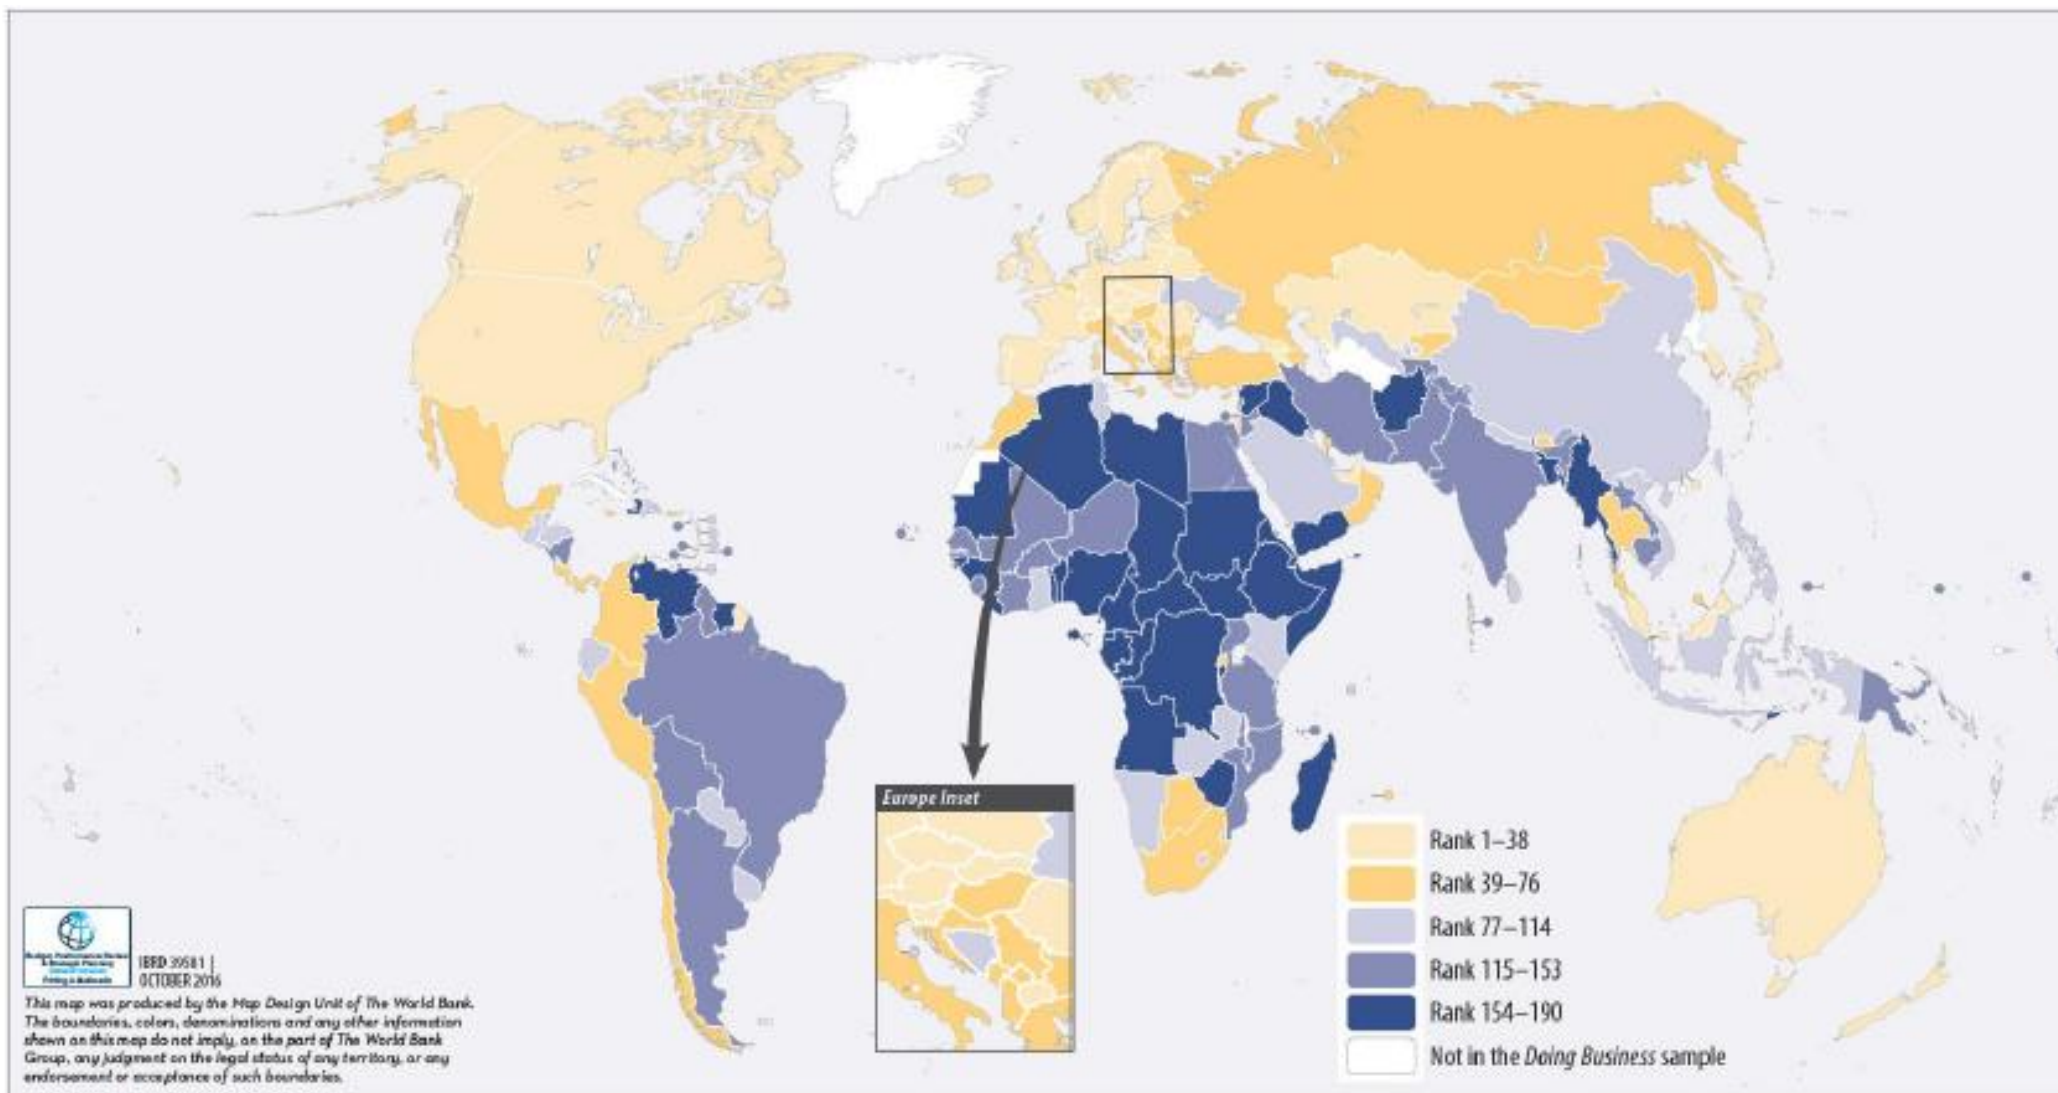 Europe Inset
Rank 1–38
Rank 39–76
Rank 77–114
Rank 115–153
Rank 154–190
Not in the Doing Business sample
IBRD 39581 |
OCTOBER 2016
This map was produced by the Map Design Unit of The World Bank.
The boundaries, colors, denominations and any other information
shown on this map do not imply, on the part of The World Bank
Group, any judgment on the legal status of any territory, or any
endorsement or acceptance of such boundaries.